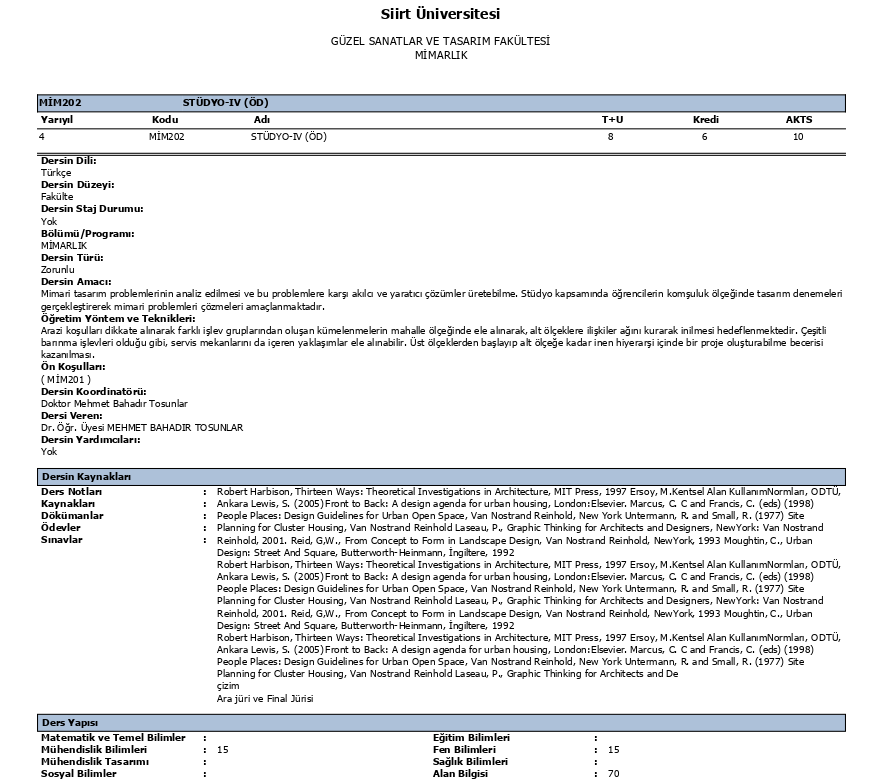 Siirt Üniversitesi
GÜZEL SANATLAR VE TASARIM FAKÜLTESİ
MİMARLIK
MİM202 STÜDYO-IV (ÖD)
Yarıyıl Kodu Adı T+U Kredi AKTS
4 MİM202 STÜDYO-IV (ÖD) 8 6 10
Dersin Dili:
Türkçe
Dersin Düzeyi:
Fakülte
Dersin Staj Durumu:
Yok
Bölümü/Programı:
MİMARLIK
Dersin Türü:
Zorunlu
Dersin Amacı:
Mimari tasarım problemlerinin analiz edilmesi ve bu problemlere karşı akılcı ve yaratıcı çözümler üretebilme. Stüdyo kapsamında öğrencilerin komşuluk ölçeğinde tasarım denemeleri
gerçekleştirerek mimari problemleri çözmeleri amaçlanmaktadır.
Öğretim Yöntem ve Teknikleri:
Arazi koşulları dikkate alınarak farklı işlev gruplarından oluşan kümelenmelerin mahalle ölçeğinde ele alınarak, alt ölçeklere ilişkiler ağını kurarak inilmesi hedeflenmektedir. Çeşitli
barınma işlevleri olduğu gibi, servis mekanlarını da içeren yaklaşımlar ele alınabilir. Üst ölçeklerden başlayıp alt ölçeğe kadar inen hiyerarşi içinde bir proje oluşturabilme becerisi
kazanılması.
Ön Koşulları:
( MİM201 )
Dersin Koordinatörü:
Doktor Mehmet Bahadır Tosunlar
Dersi Veren:
Dr. Öğr. Üyesi MEHMET BAHADIR TOSUNLAR
Dersin Yardımcıları:
Yok
Dersin Kaynakları
Ders Notları : Robert Harbison, Thirteen Ways: Theoretical Investigations in Architecture, MIT Press, 1997 Ersoy, M.Kentsel Alan KullanımNormlan, ODTÜ,
Kaynakları : Ankara Lewis, S. (2005)Front to Back: A design agenda for urban housing, London:Elsevier. Marcus, C. C and Francis, C. (eds) (1998)
Dökümanlar : People Places: Design Guidelines for Urban Open Space, Van Nostrand Reinhold, New York Untermann, R. and Small, R. (1977) Site
Ödevler : Planning for Cluster Housing, Van Nostrand Reinhold Laseau, P., Graphic Thinking for Architects and Designers, NewYork: Van Nostrand
Sınavlar : Reinhold, 2001. Reid, G,W., From Concept to Form in Landscape Design, Van Nostrand Reinhold, NewYork, 1993 Moughtin, C., Urban
Design: Street And Square, Butterworth-Heinmann, İngiltere, 1992
Robert Harbison, Thirteen Ways: Theoretical Investigations in Architecture, MIT Press, 1997 Ersoy, M.Kentsel Alan KullanımNormlan, ODTÜ,
Ankara Lewis, S. (2005)Front to Back: A design agenda for urban housing, London:Elsevier. Marcus, C. C and Francis, C. (eds) (1998)
People Places: Design Guidelines for Urban Open Space, Van Nostrand Reinhold, New York Untermann, R. and Small, R. (1977) Site
Planning for Cluster Housing, Van Nostrand Reinhold Laseau, P., Graphic Thinking for Architects and Designers, NewYork: Van Nostrand
Reinhold, 2001. Reid, G,W., From Concept to Form in Landscape Design, Van Nostrand Reinhold, NewYork, 1993 Moughtin, C., Urban
Design: Street And Square, Butterworth-Heinmann, İngiltere, 1992
Robert Harbison, Thirteen Ways: Theoretical Investigations in Architecture, MIT Press, 1997 Ersoy, M.Kentsel Alan KullanımNormlan, ODTÜ,
Ankara Lewis, S. (2005)Front to Back: A design agenda for urban housing, London:Elsevier. Marcus, C. C and Francis, C. (eds) (1998)
People Places: Design Guidelines for Urban Open Space, Van Nostrand Reinhold, New York Untermann, R. and Small, R. (1977) Site
Planning for Cluster Housing, Van Nostrand Reinhold Laseau, P., Graphic Thinking for Architects and De
çizim
Ara jüri ve Final Jürisi
Ders Yapısı
Matematik ve Temel Bilimler : Eğitim Bilimleri :
Mühendislik Bilimleri : 15 Fen Bilimleri : 15
Mühendislik Tasarımı : Sağlık Bilimleri :
Sosyal Bilimler : Alan Bilgisi : 70